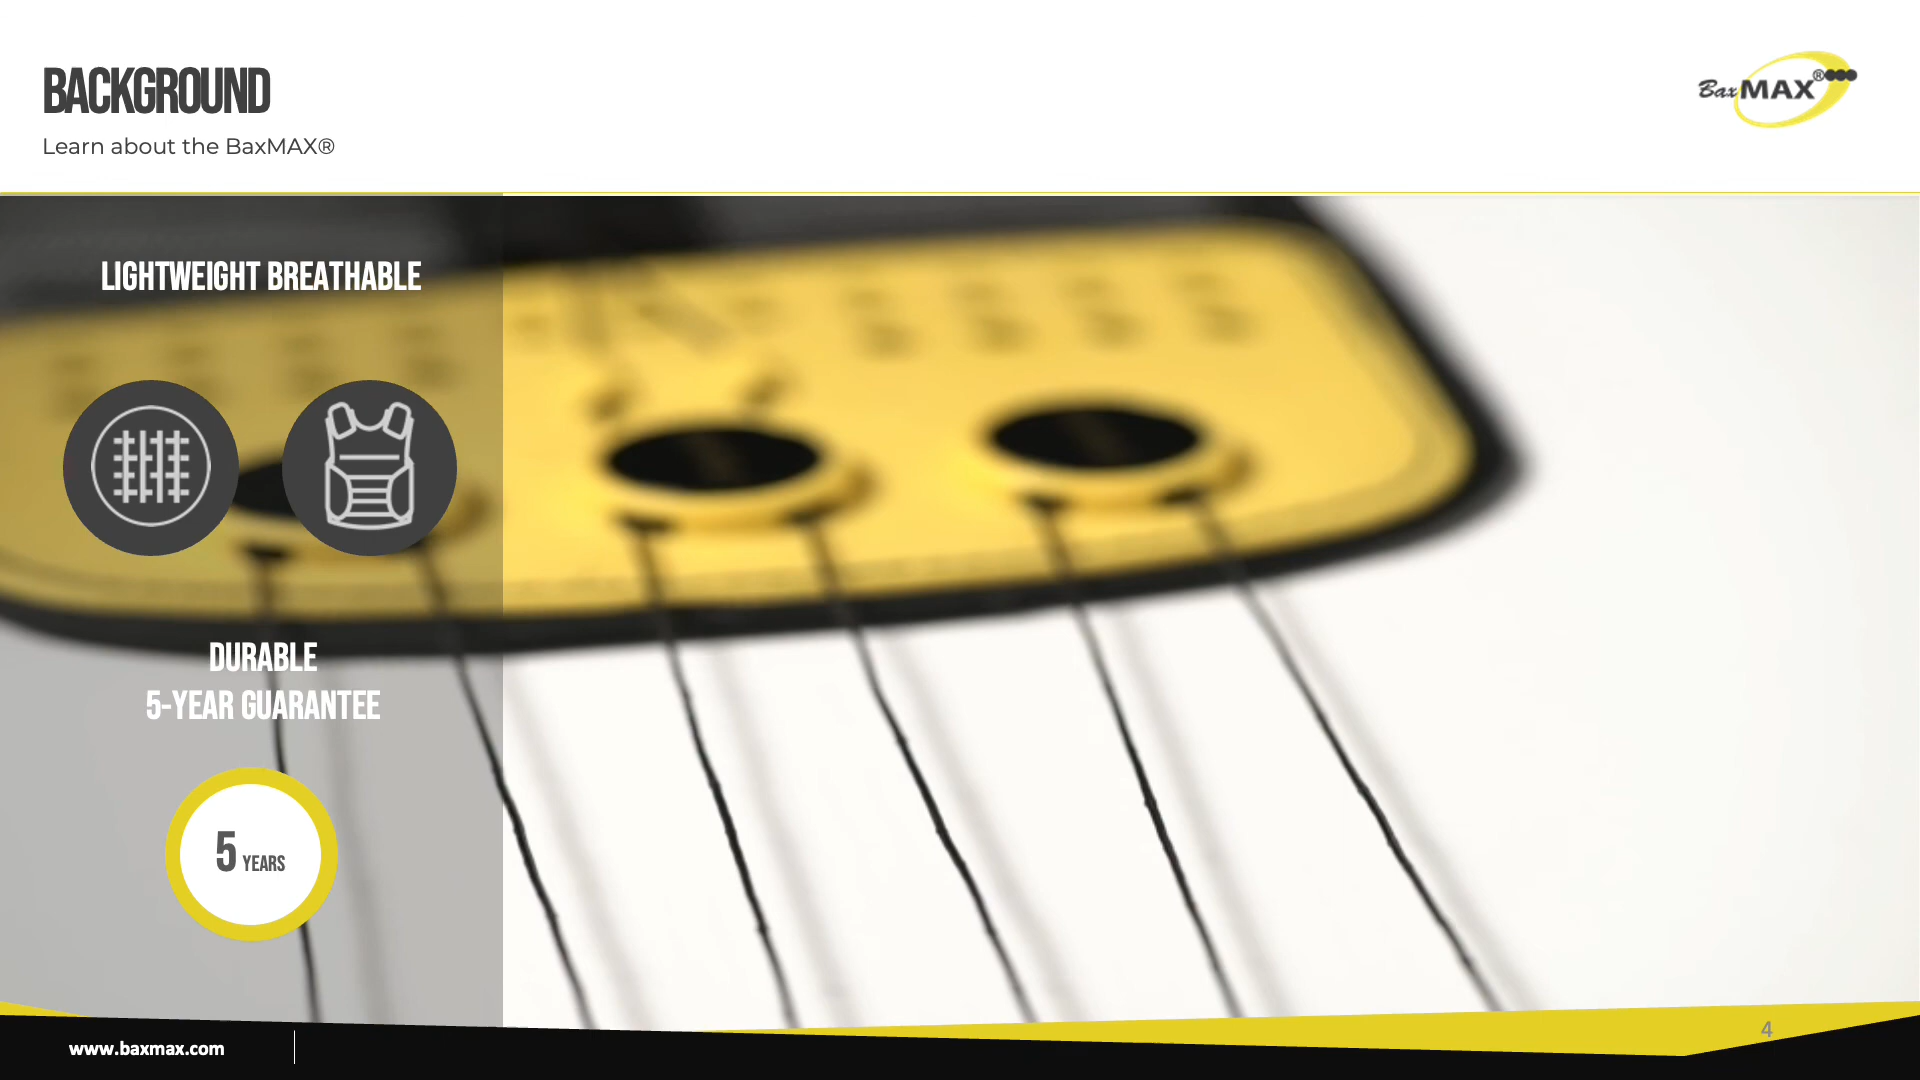 BACKGROUND
Learn about the BaxMAX®
BaxMAX®
LIGHTWEIGHT BREATHABLE
DURABLE
5-YEAR GUARANTEE
5 YEARS
www.baxmax.com
4